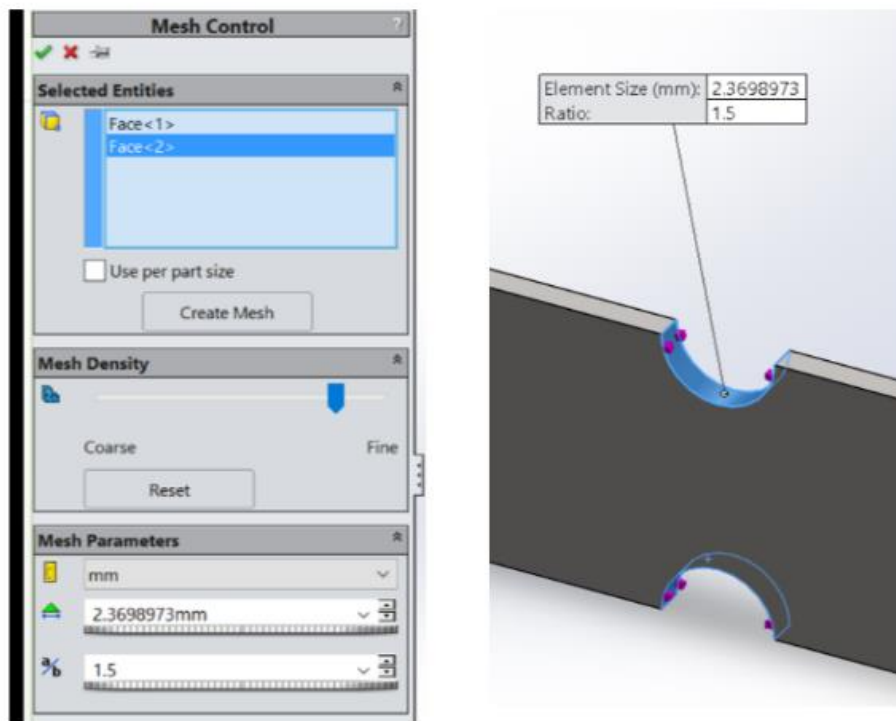 Mesh Control
?
Selected Entities
Face<1>
Face<2>
Use per part size
Create Mesh
Mesh Density
Coarse
Fine
Reset
Mesh Parameters
mm
2.3698973mm
a/b
1.5
Element Size (mm): 2.3698973
Ratio: 1.5